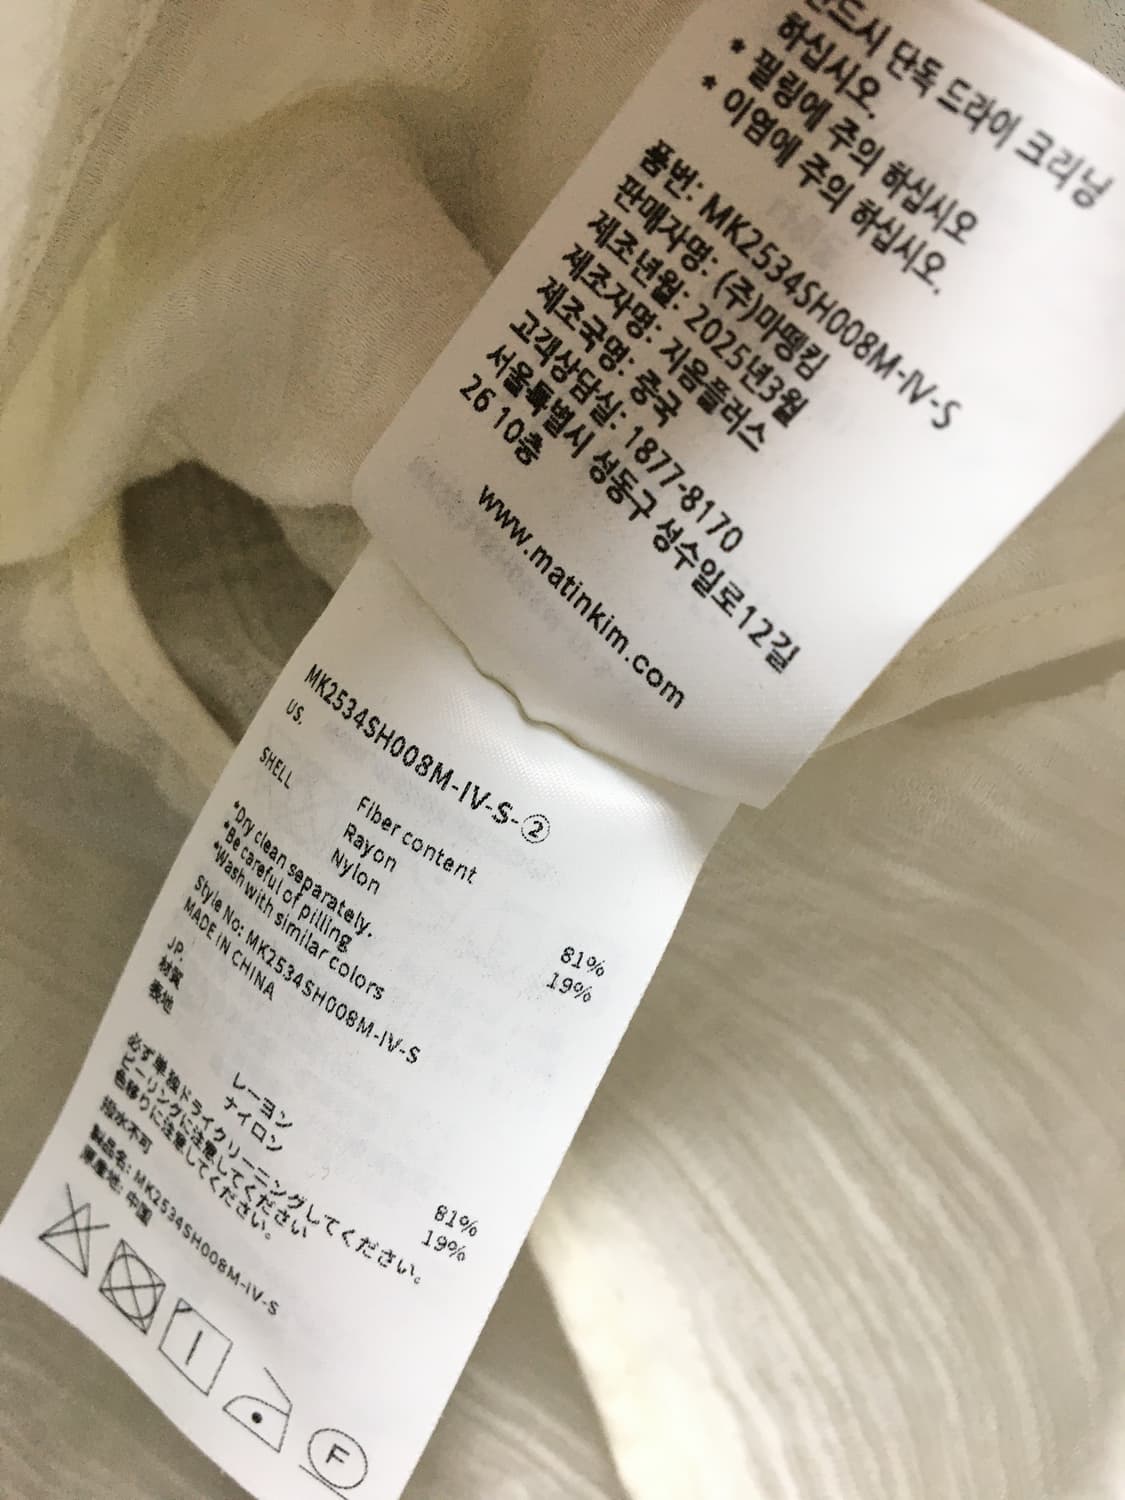 반드시 단독 드라이 크리닝
하십시오.
* 필링에 주의 하십시오
* 이염에 주의 하십시오.
품번: MK2534SH008M-IV-S
판매자명: (주)마뗑킴
제조년월: 2025년3월
제조자명: 지음플러스
제조국명: 중국
고객상담실: 1877-8170
서울특별시 성동구 성수일로12길
26 10층
www.matinkim.com
MK2534SH008M-IV-S-②
US.
Fiber content
SHELL
Rayon 81%
Nylon 19%
*Dry clean separately.
*Be careful of pilling
*Wash with similar colors
Style No: MK2534SH008M-IV-S
MADE IN CHINA
JP.
材質
表地
レーヨン 81%
ナイロン 19%
必ず単独ドライクリーニングしてください。
ピーリングに注意してください
色移りに注意してください。
撥水不可
製品名: MK2534SH008M-IV-S
原産地: 中国
F